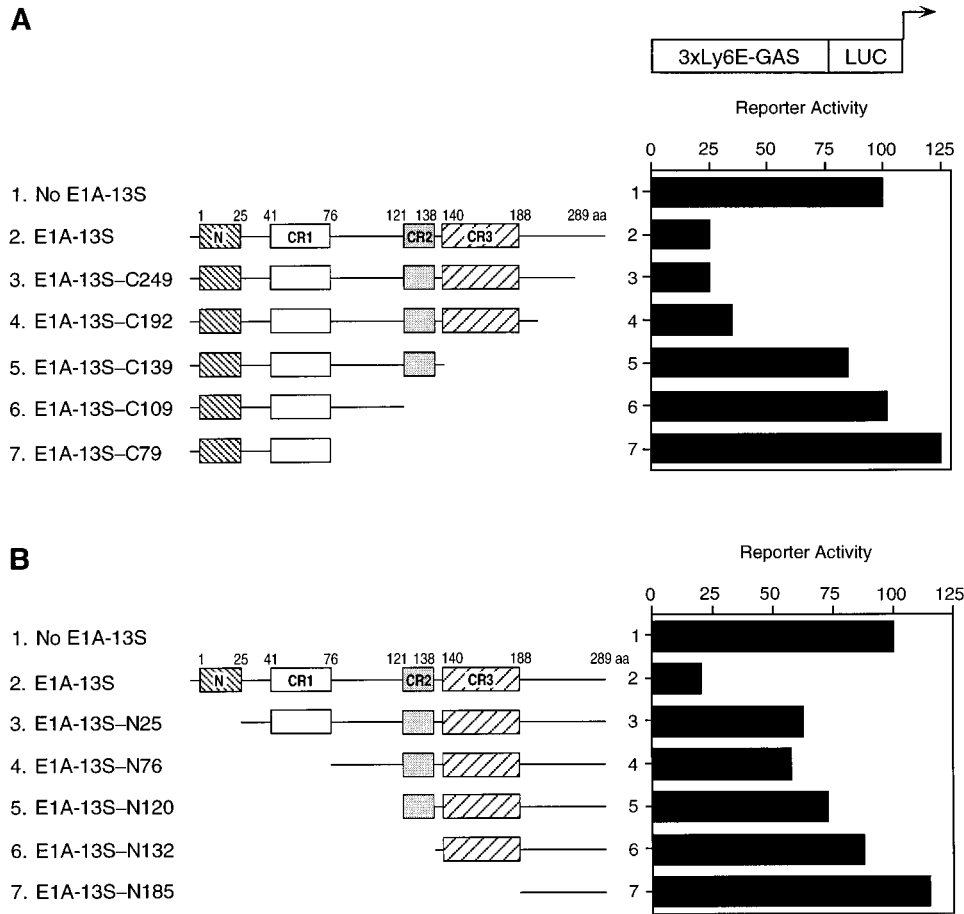 A
3xLy6E-GAS LUC
Reporter Activity
0 25 50 75 100 125
1. No E1A-13S
1 25 41 76 121 138 140 188 289 aa
2. E1A-13S
N CR1 CR2 CR3
3. E1A-13S–C249
4. E1A-13S–C192
5. E1A-13S–C139
6. E1A-13S–C109
7. E1A-13S–C79
1
2
3
4
5
6
7
B
Reporter Activity
0 25 50 75 100 125
1. No E1A-13S
1 25 41 76 121 138 140 188 289 aa
2. E1A-13S
N CR1 CR2 CR3
3. E1A-13S–N25
4. E1A-13S–N76
5. E1A-13S–N120
6. E1A-13S–N132
7. E1A-13S–N185
1
2
3
4
5
6
7